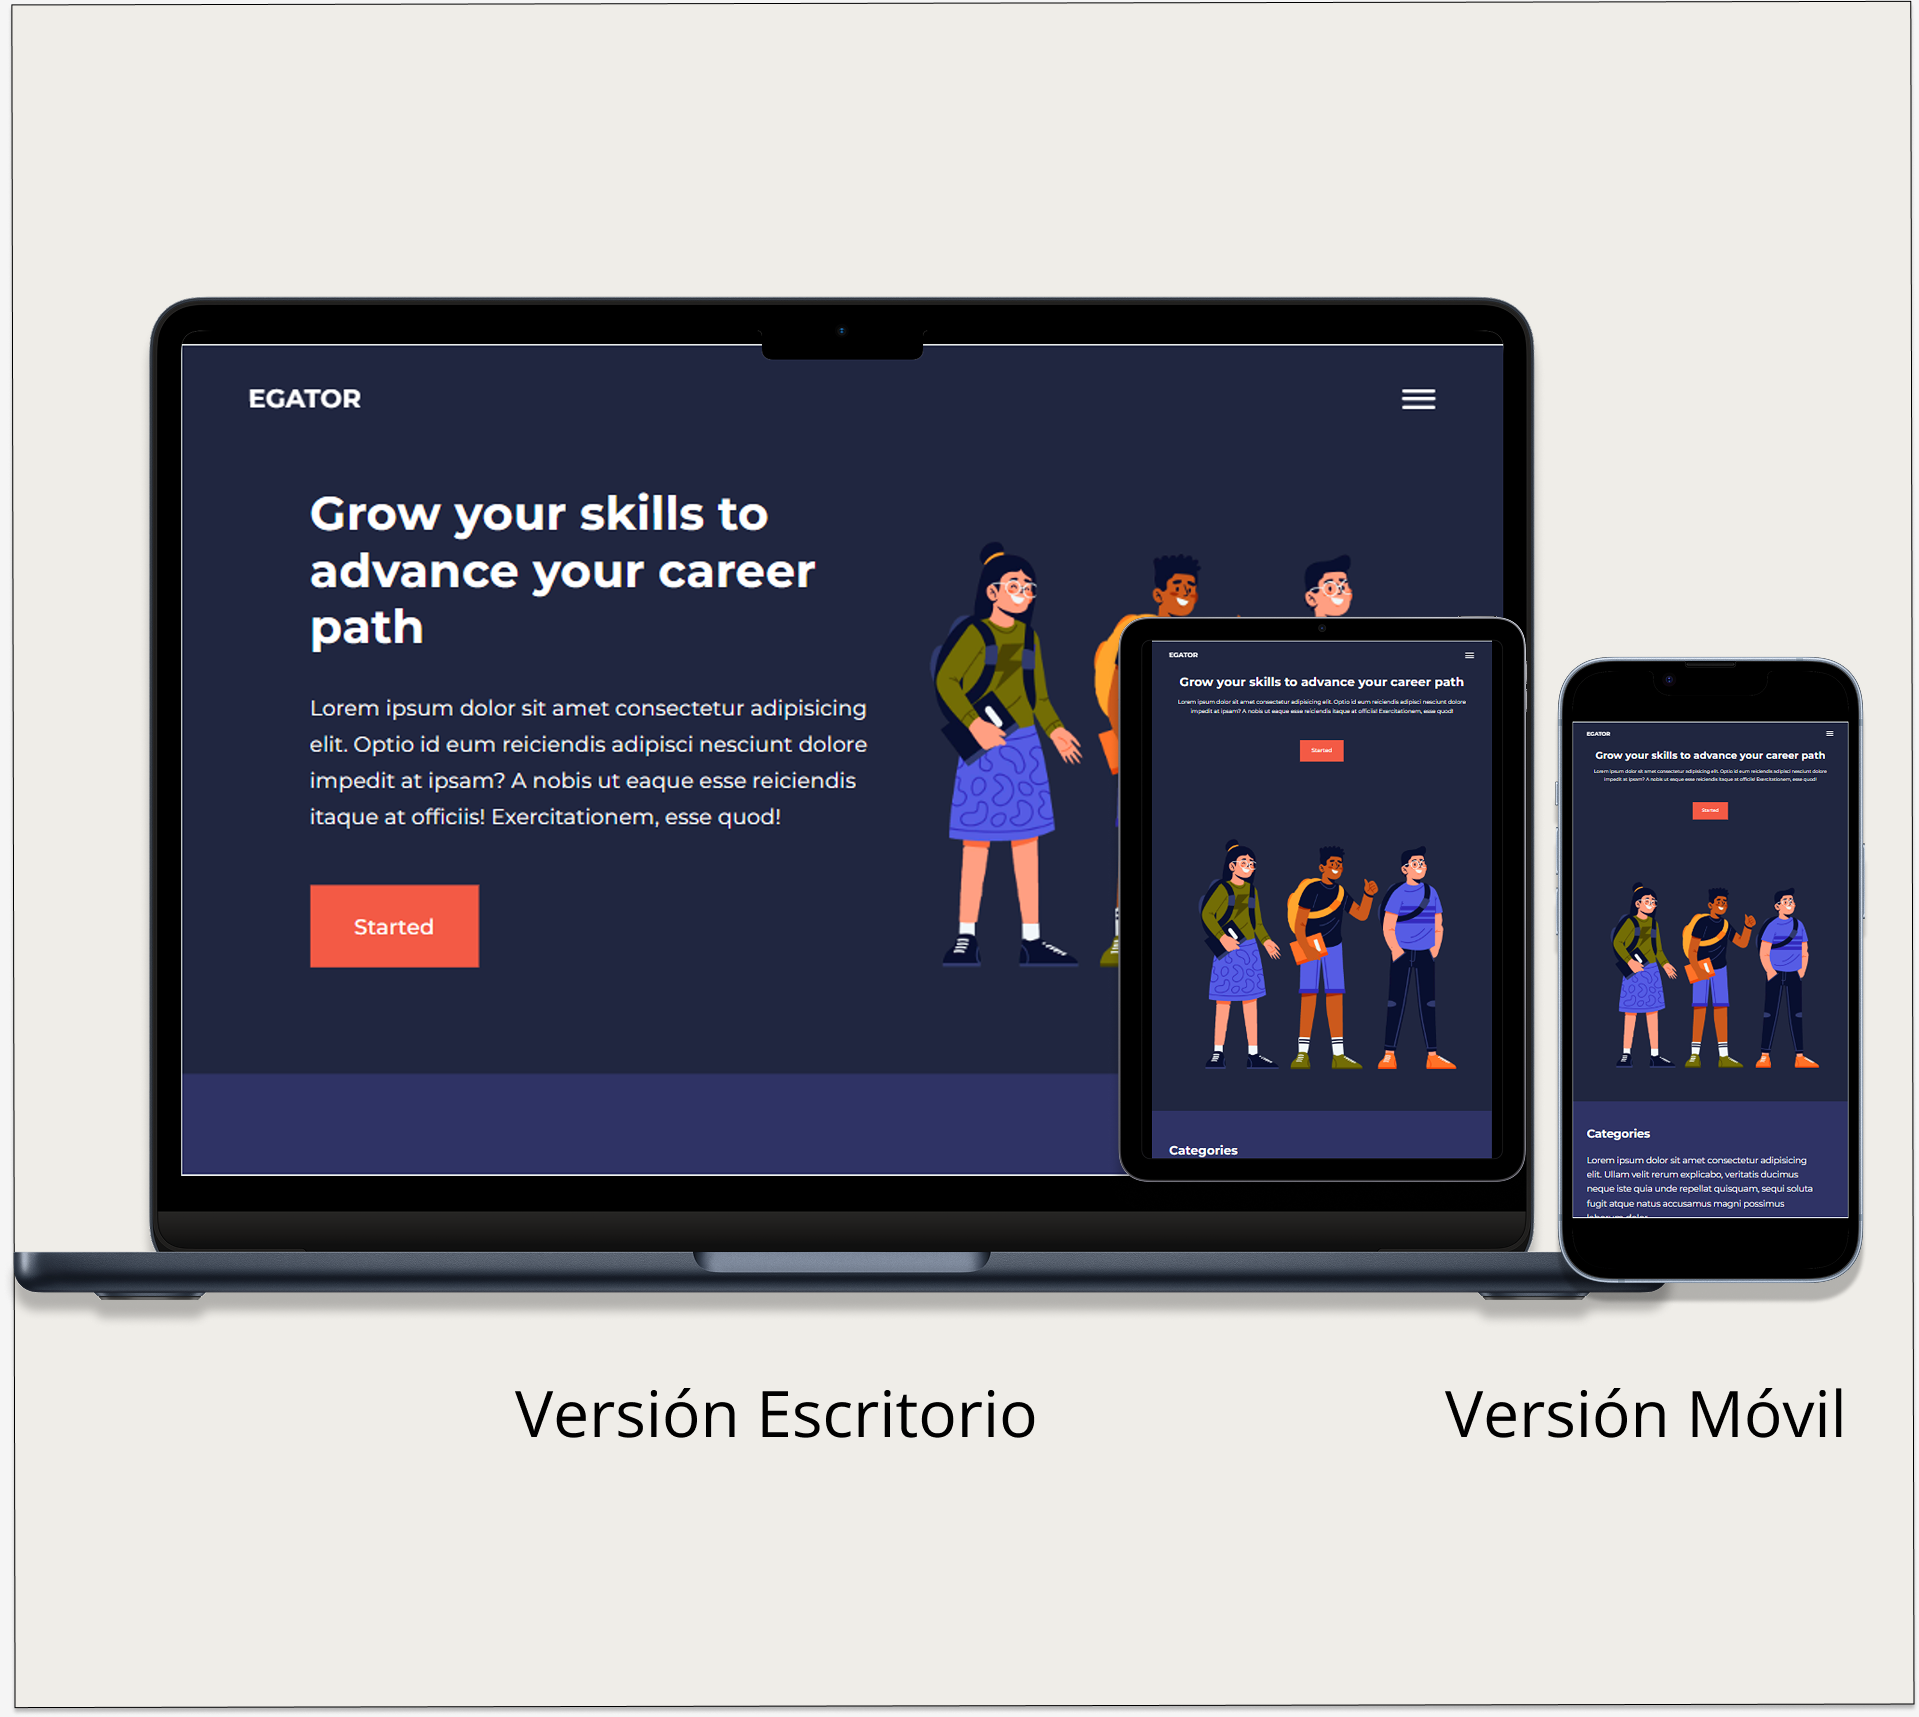 EGATOR
Grow your skills to
advance your career
path
Lorem ipsum dolor sit amet consectetur adipisicing
elit. Optio id eum reiciendis adipisci nesciunt dolore
impedit at ipsam? A nobis ut eaque esse reiciendis
itaque at officiis! Exercitationem, esse quod!
Started
EGATOR
Grow your skills to advance your career path
Lorem ipsum dolor sit amet consectetur adipisicing elit. Optio id eum reiciendis adipisci nesciunt dolore
impedit at ipsam? A nobis ut eaque esse reiciendis itaque at officiis! Exercitationem, esse quod!
Started
Categories
EGATOR
Grow your skills to advance your career path
Lorem ipsum dolor sit amet consectetur adipisicing elit. Optio id eum reiciendis adipisci nesciunt dolore
impedit at ipsam? A nobis ut eaque esse reiciendis itaque at officiis! Exercitationem, esse quod!
Started
Categories
Lorem ipsum dolor sit amet consectetur adipisicing
elit. Ullam velit rerum explicabo, veritatis ducimus
neque iste quia unde repellat quisquam, sequi soluta
fugit atque natus accusamus magni possimus
laborum dolor
Versión Escritorio
Versión Móvil